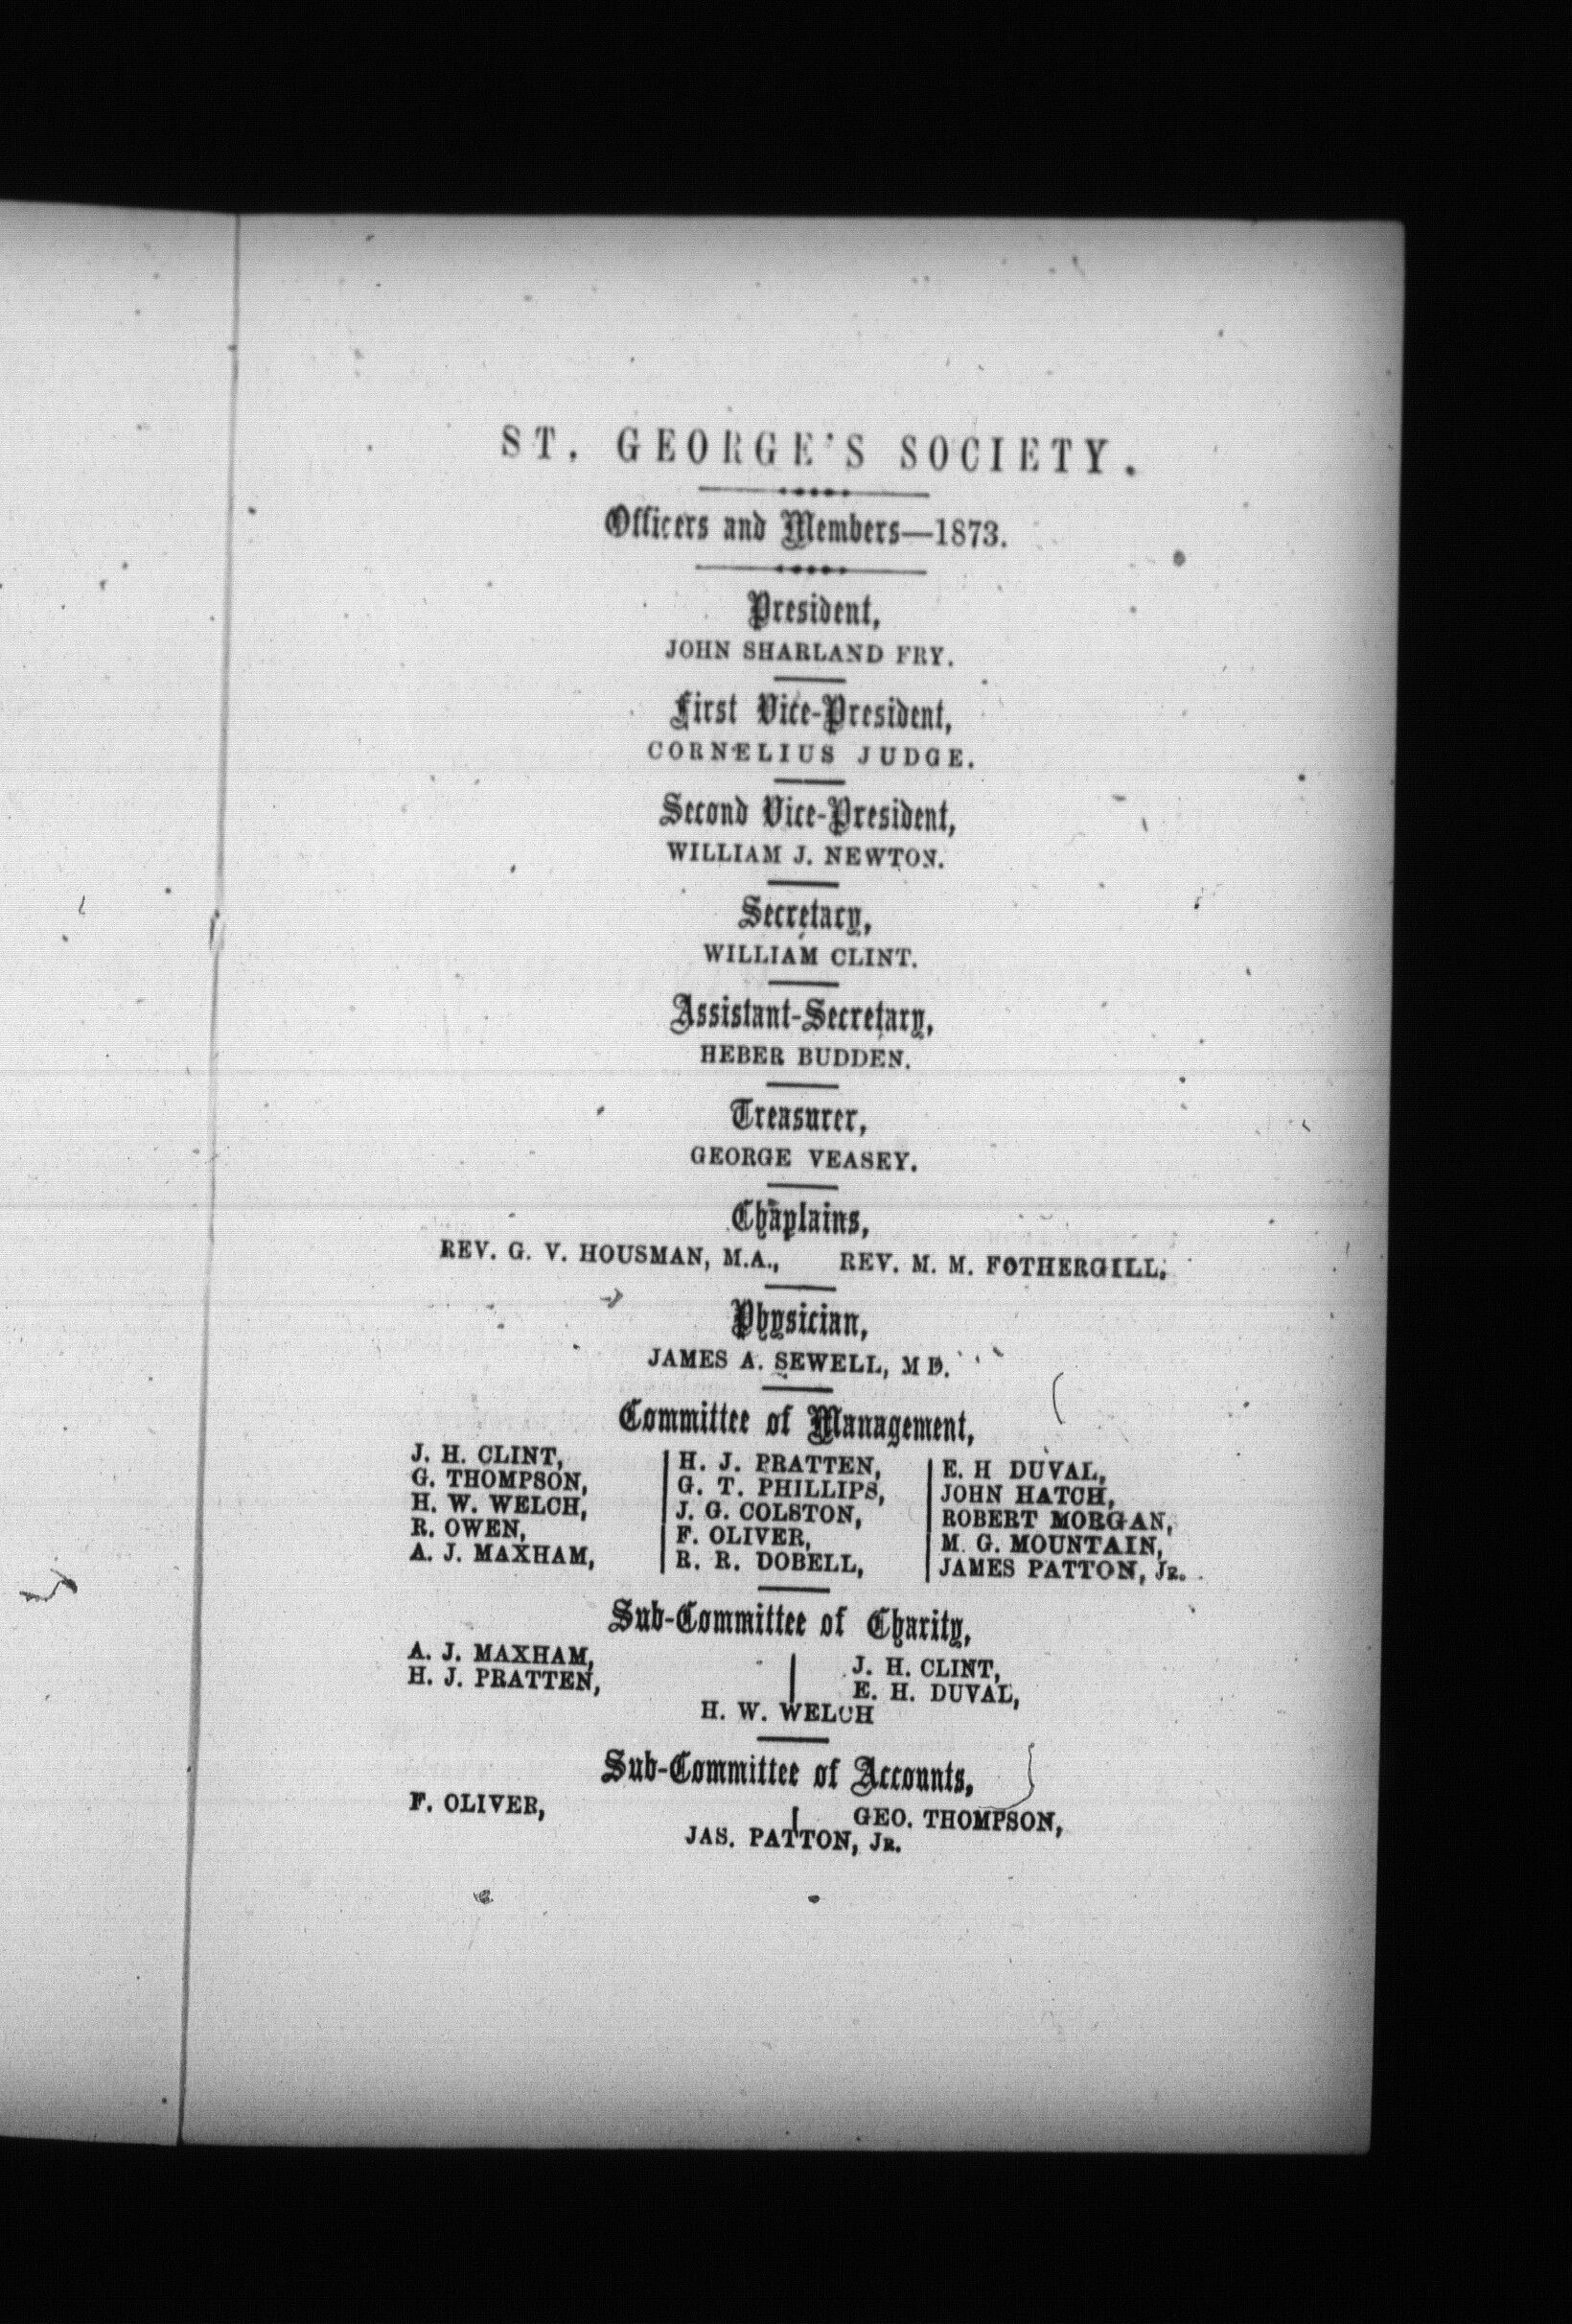 ST. GEORGE'S SOCIETY.
Officers and Members—1873.
President,
JOHN SHARLAND FRY.
First Vice-President,
CORNELIUS JUDGE.
Second Vice-President,
WILLIAM J. NEWTON.
Secretary,
WILLIAM CLINT.
Assistant-Secretary,
HEBER BUDDEN.
Treasurer,
GEORGE VEASEY.
Chaplains,
REV. G. V. HOUSMAN, M.A., REV. M. M. FOTHERGILL,
Physician,
JAMES A. SEWELL, M D.
Committee of Management,
J. H. CLINT,
G. THOMPSON,
H. W. WELCH,
R. OWEN,
A. J. MAXHAM,
H. J. PRATTEN,
G. T. PHILLIPS,
J. G. COLSTON,
F. OLIVER,
R. R. DOBELL,
E. H DUVAL,
JOHN HATCH,
ROBERT MORGAN,
M. G. MOUNTAIN,
JAMES PATTON, JR.
Sub-Committee of Charity,
A. J. MAXHAM,
H. J. PRATTEN,
J. H. CLINT,
E. H. DUVAL,
H. W. WELCH
Sub-Committee of Accounts,
F. OLIVER,
GEO. THOMPSON,
JAS. PATTON, JR.